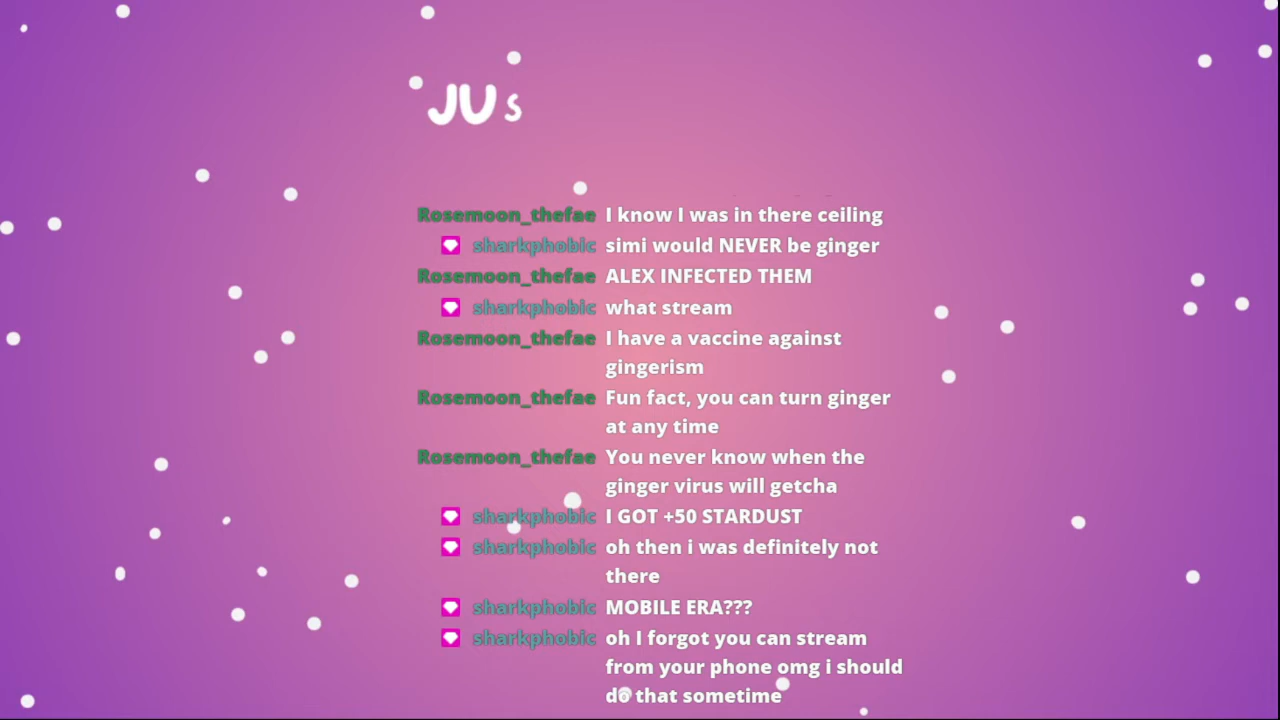 JUS
Rosemoon_thefae I know I was in there ceiling
sharkphobic simi would NEVER be ginger
Rosemoon_thefae ALEX INFECTED THEM
sharkphobic what stream
Rosemoon_thefae I have a vaccine against
gingerism
Rosemoon_thefae Fun fact, you can turn ginger
at any time
Rosemoon_thefae You never know when the
ginger virus will getcha
sharkphobic I GOT +50 STARDUST
sharkphobic oh then i was definitely not
there
sharkphobic MOBILE ERA???
sharkphobic oh I forgot you can stream
from your phone omg i should
do that sometime